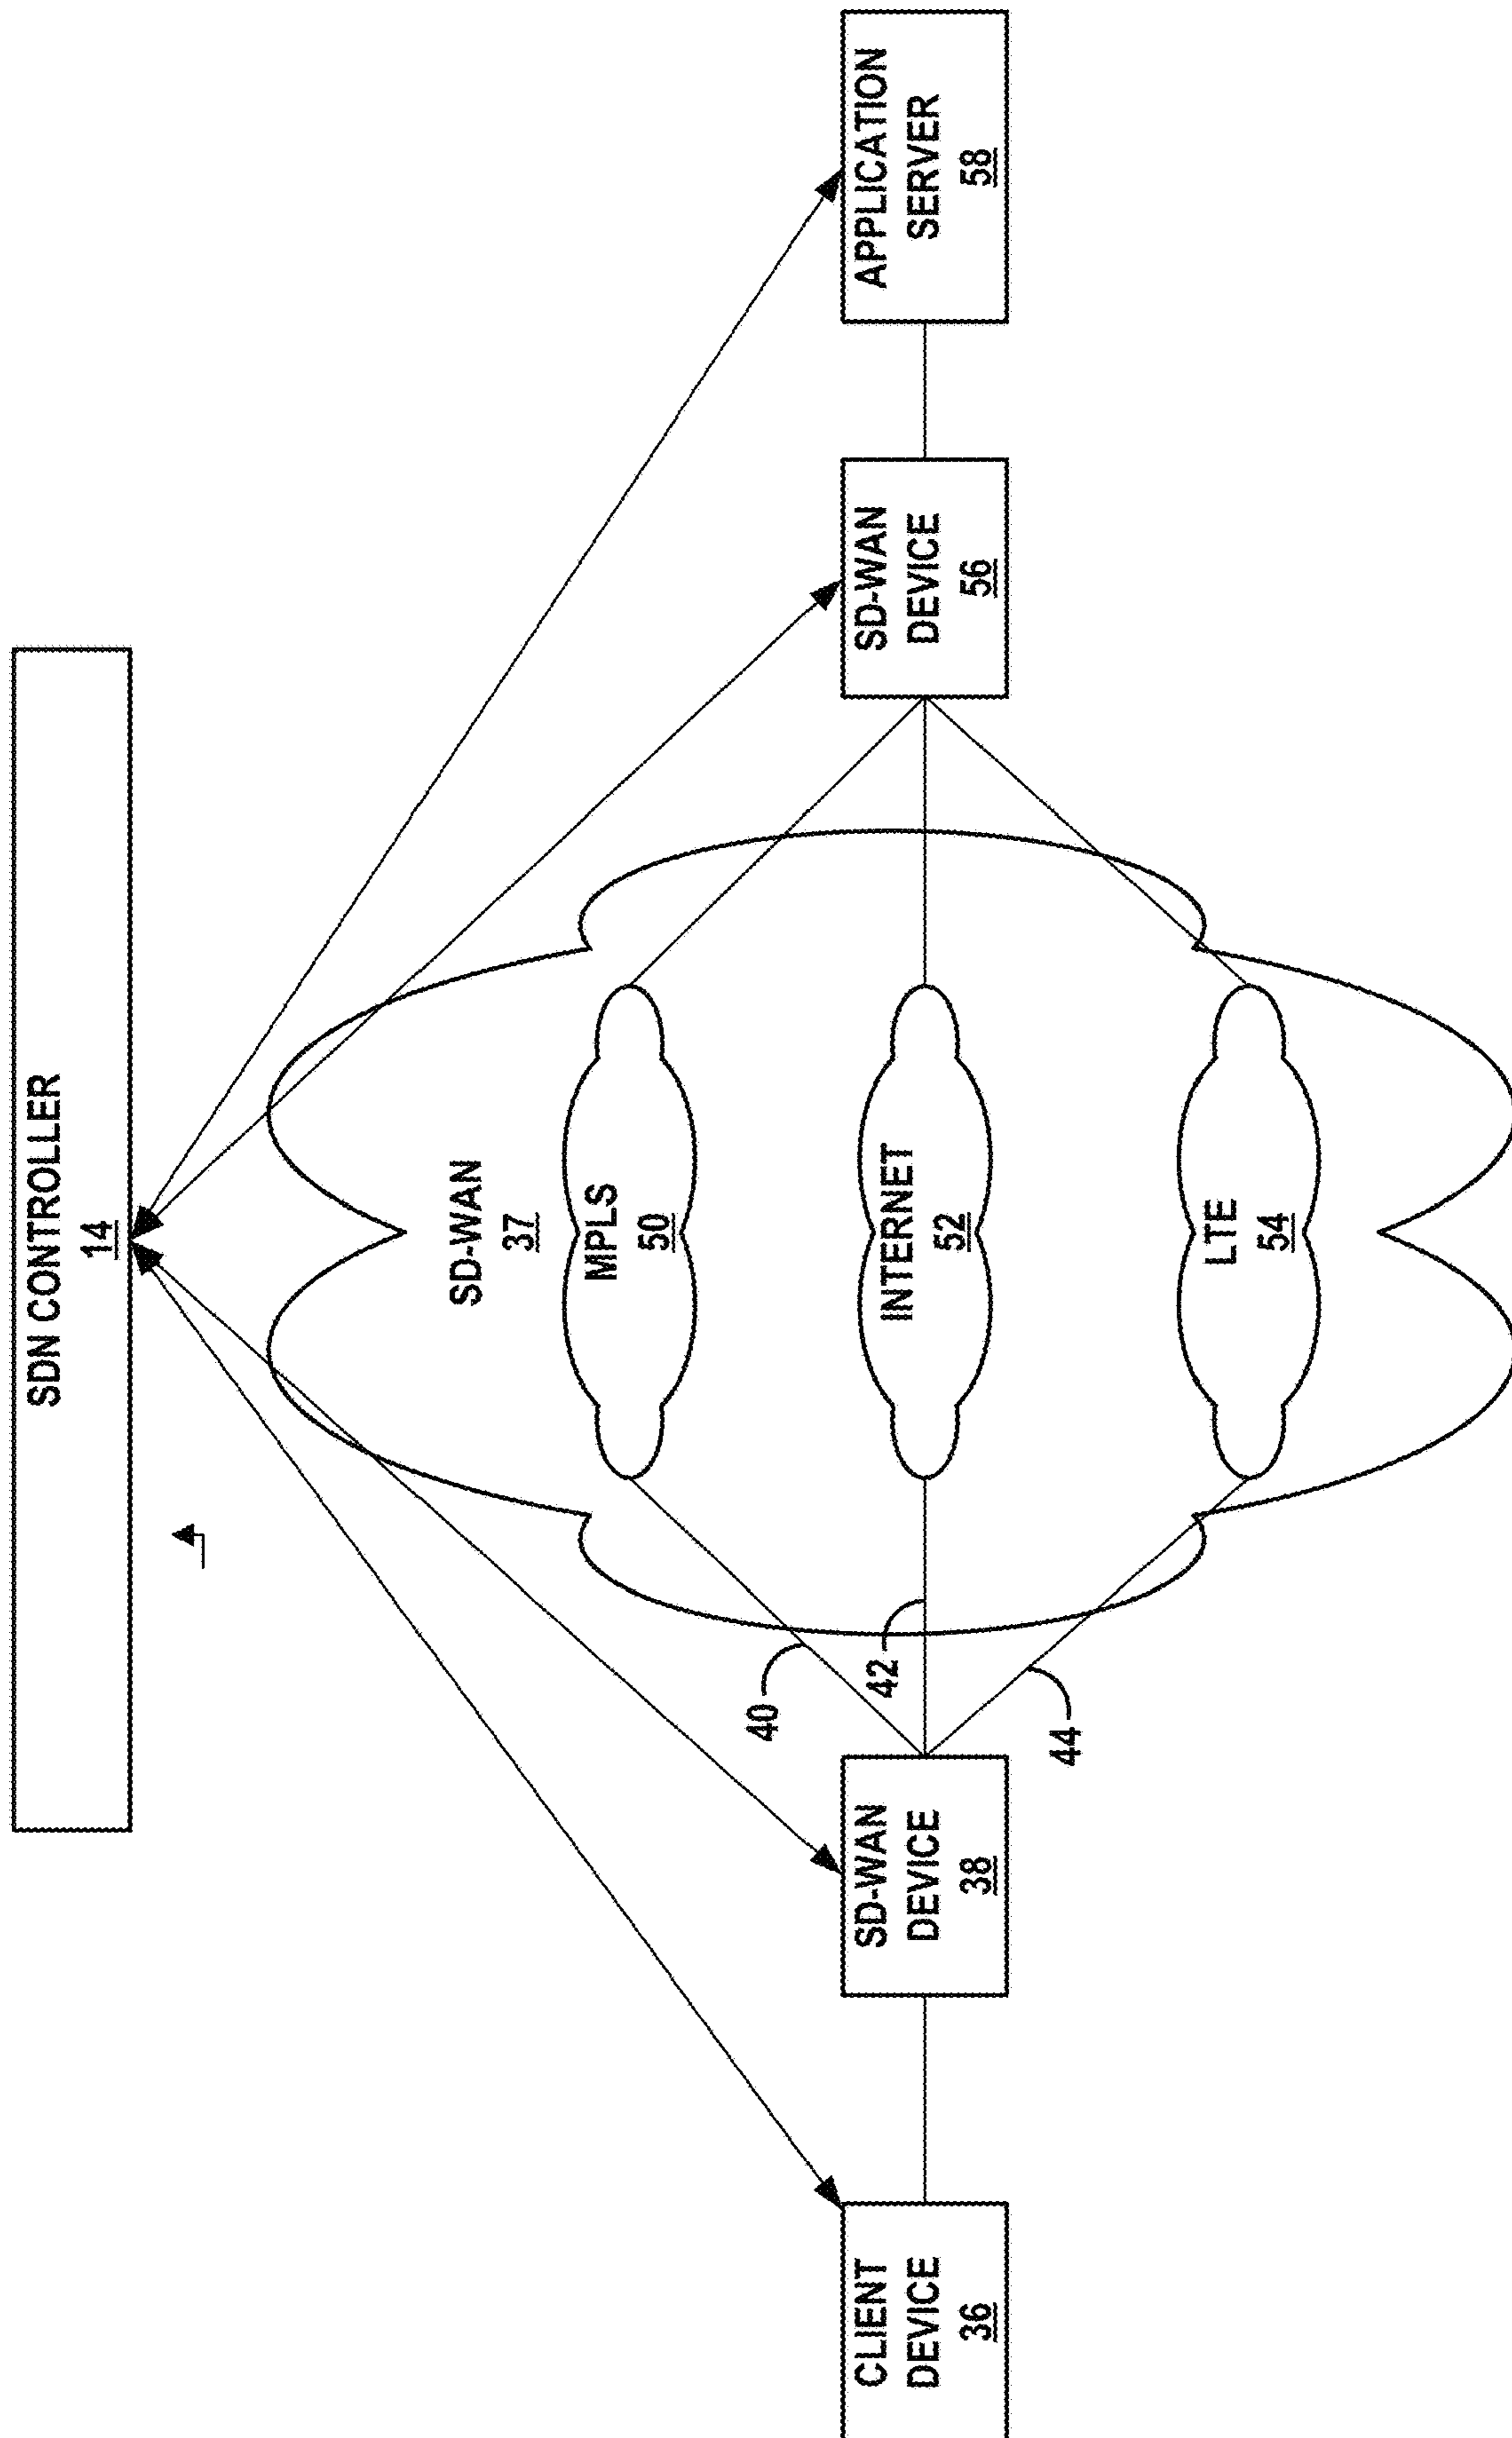 SDN CONTROLLER
14
SD-WAN
37
MPLS
50
40
42
INTERNET
52
CLIENT
DEVICE
36
SD-WAN
DEVICE
38
SD-WAN
DEVICE
56
APPLICATION
SERVER
58
44
LTE
54